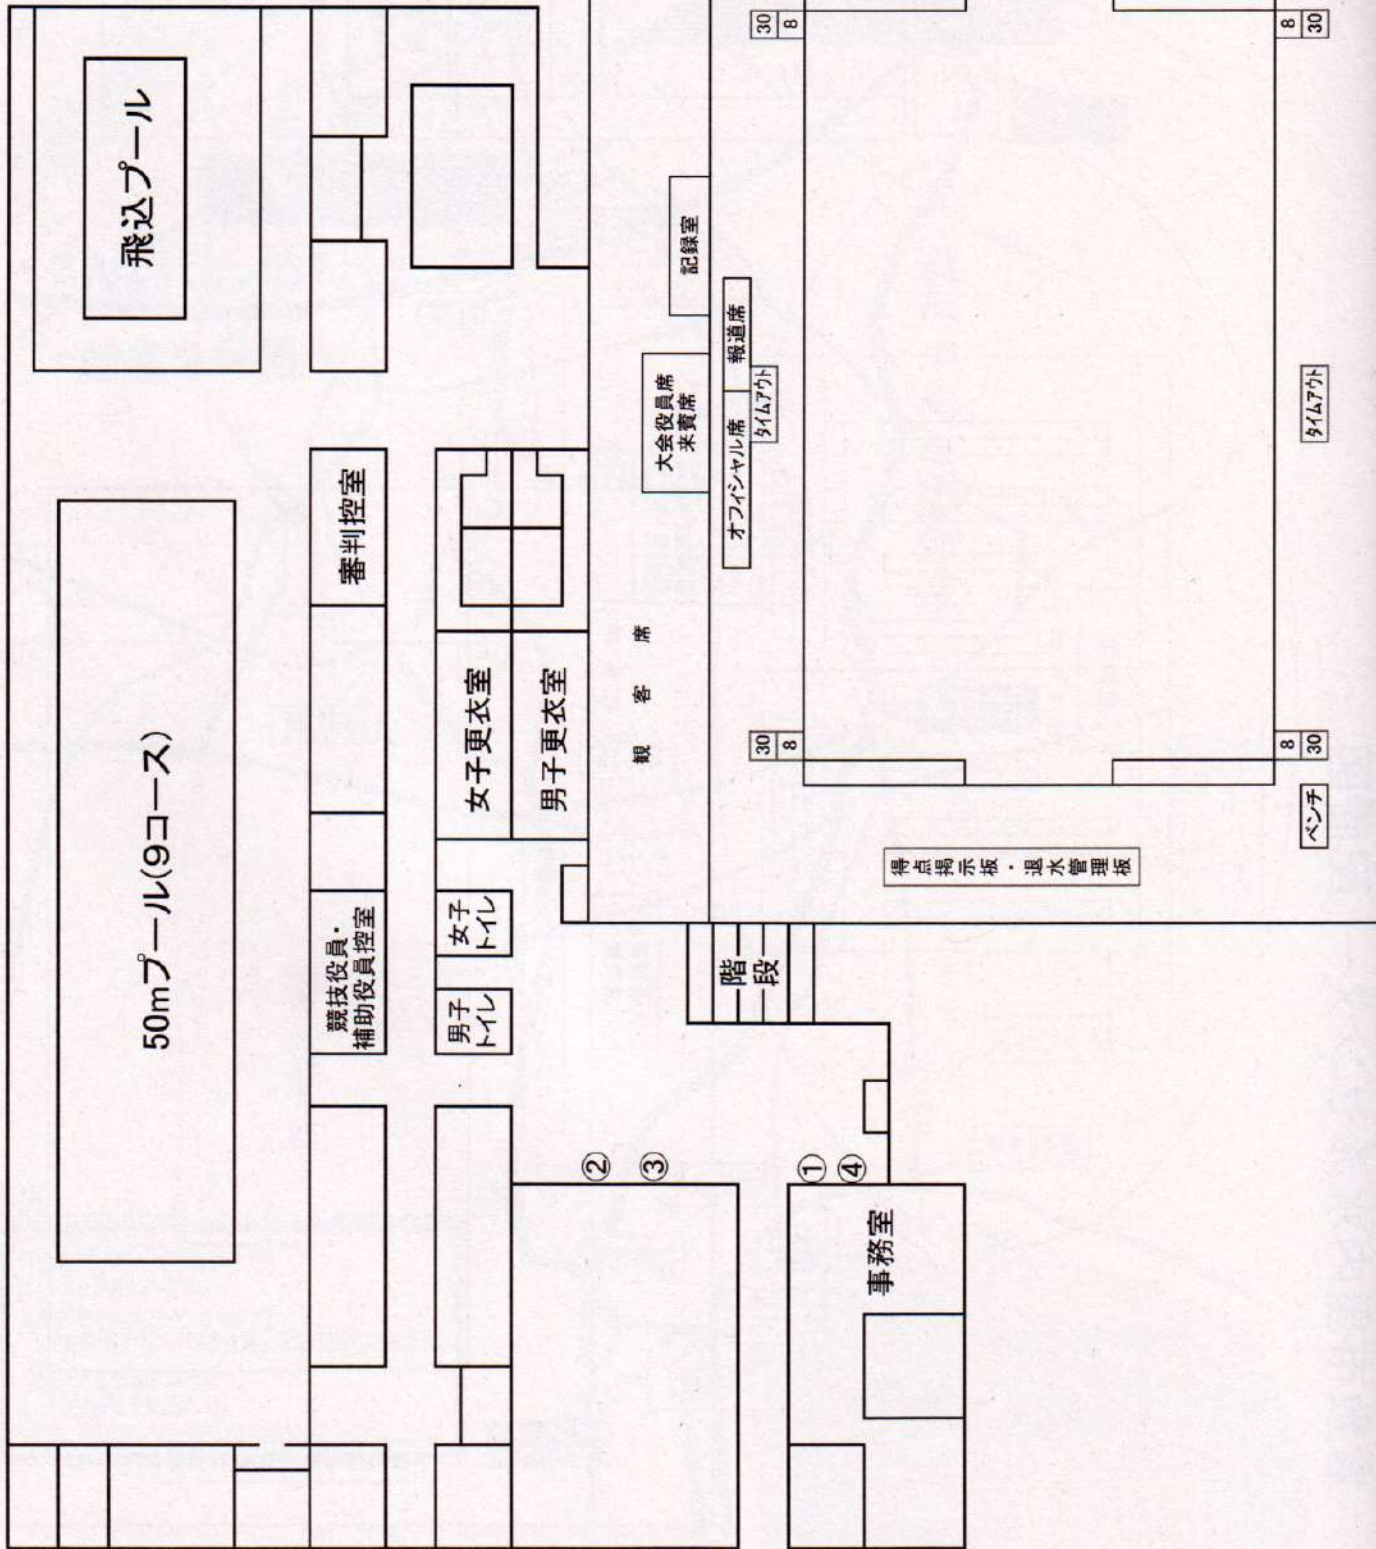 50mプール(9コース)
飛込プール
競技役員・
補助役員控室
審判控室
男子
トイレ
女子
トイレ
女子更衣室
男子更衣室
②
③
①
④
事務室
階
段
観客席
大会役員席
来賓席
記録室
オフィシャル席
報道席
タイムアウト
30
8
30
8
得点掲示板・退水管理板
8
30
8
30
ベンチ
タイムアウト